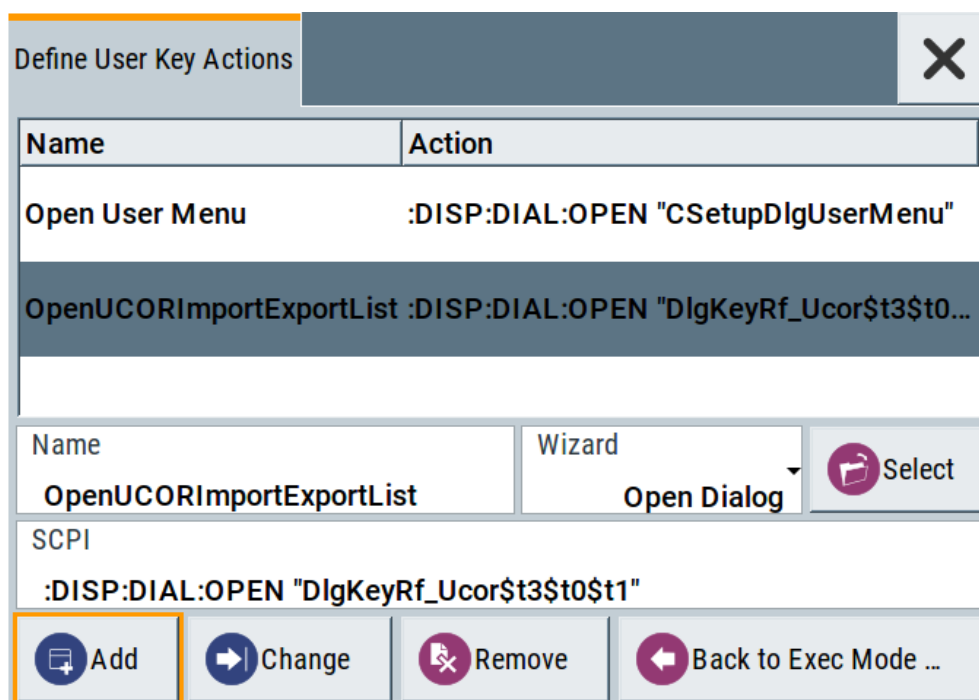 Define User Key Actions
Name Action
Open User Menu :DISP:DIAL:OPEN "CSetupDlgUserMenu"
OpenUCORImportExportList :DISP:DIAL:OPEN "DlgKeyRf_Ucor$t3$t0...
Name Wizard
Select
OpenUCORImportExportList Open Dialog
SCPI
:DISP:DIAL:OPEN "DlgKeyRf_Ucor$t3$t0$t1"
Add Change Remove Back to Exec Mode ...